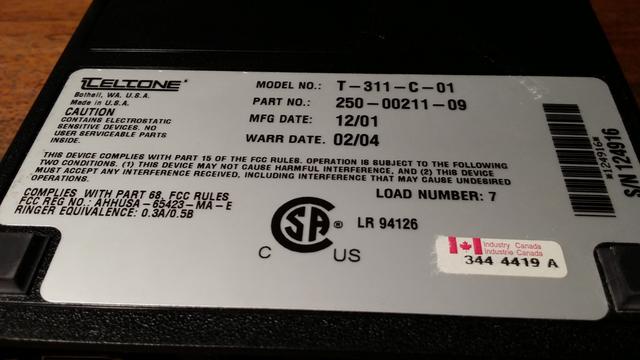 TELTONE®
Bothell, WA. U.S.A.
Made in U.S.A.
CAUTION
CONTAINS ELECTROSTATIC
SENSITIVE DEVICES. NO
USER SERVICEABLE PARTS
INSIDE.
MODEL NO.: T-311-C-01
PART NO.: 250-00211-09
MFG DATE: 12/01
WARR DATE. 02/04
THIS DEVICE COMPLIES WITH PART 15 OF THE FCC RULES. OPERATION IS SUBJECT TO THE FOLLOWING
TWO CONDITIONS. (1) THIS DEVICE MAY NOT CAUSE HARMFUL INTERFERENCE, AND (2) THIS DEVICE
MUST ACCEPT ANY INTERFERENCE RECEIVED, INCLUDING INTERFERENCE THAT MAY CAUSE UNDESIRED
OPERATIONS.
COMPLIES WITH PART 68, FCC RULES
FCC REG NO.: AHHUSA-65423-MA-E
RINGER EQUIVALENCE: 0.3A/0.5B
LOAD NUMBER: 7
CSA®
C US
LR 94126
Industry Canada
Industrie Canada
344 4419 A
*124916*
S/N 124916